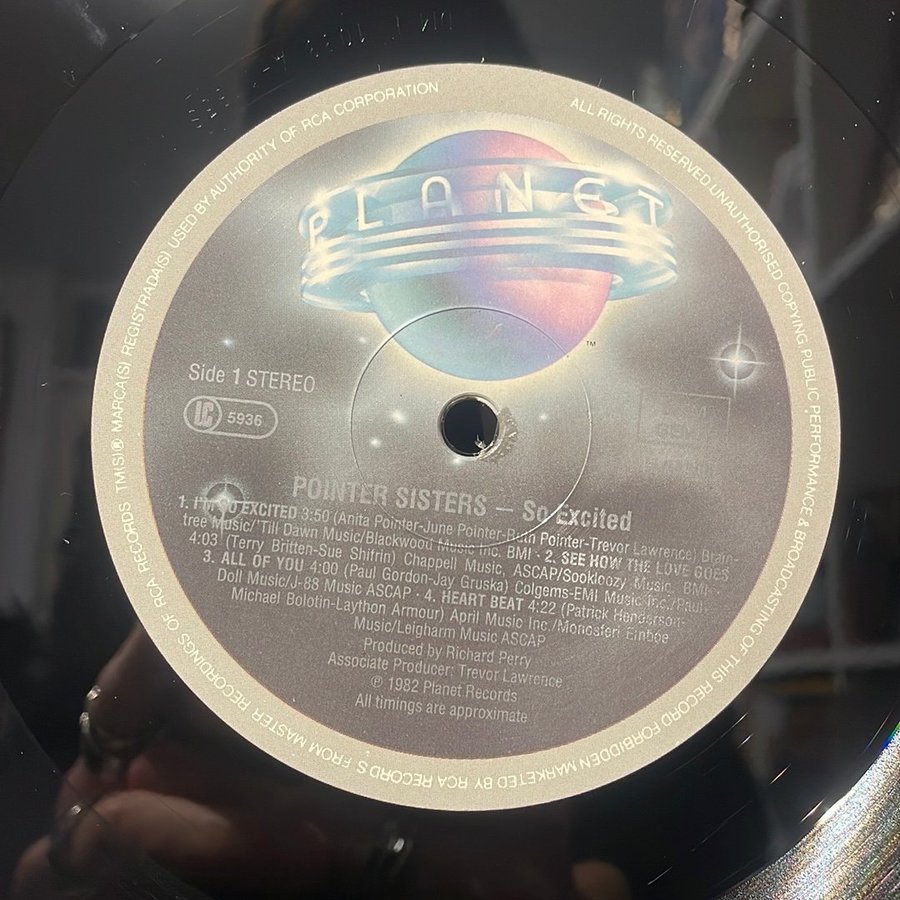 USED BY AUTHORITY OF RCA CORPORATION
ALL RIGHTS RESERVED UNAUTHORISED COPYING PUBLIC PERFORMANCE & BROADCASTING OF THIS RECORD FORBIDDEN MARKETED BY RCA RECORD S FROM MASTER RECORDINGS OF RCA RECORDS TM(S)® MARCA(S) REGISTRADA(S)
PLANET
TM
Side 1 STEREO
LC 5936
POINTER SISTERS – So Excited
1. I'M SO EXCITED 3:50 (Anita Pointer-June Pointer-Ruth Pointer-Trevor Lawrence) Brain-
tree Music/'Till Dawn Music/Blackwood Music Inc. BMI · 2. SEE HOW THE LOVE GOES
4:03 (Terry Britten-Sue Shifrin) Chappell Music, ASCAP/Sookloozy Music, BMI ·
3. ALL OF YOU 4:00 (Paul Gordon-Jay Gruska) Colgems-EMI Music Inc./Paul-
Doll Music/J-88 Music ASCAP · 4. HEART BEAT 4:22 (Patrick Henderson-
Michael Bolotin-Laython Armour) April Music Inc./Monosteri Einboe
Music/Leigharm Music ASCAP
Produced by Richard Perry
Associate Producer: Trevor Lawrence
℗ 1982 Planet Records
All timings are approximate